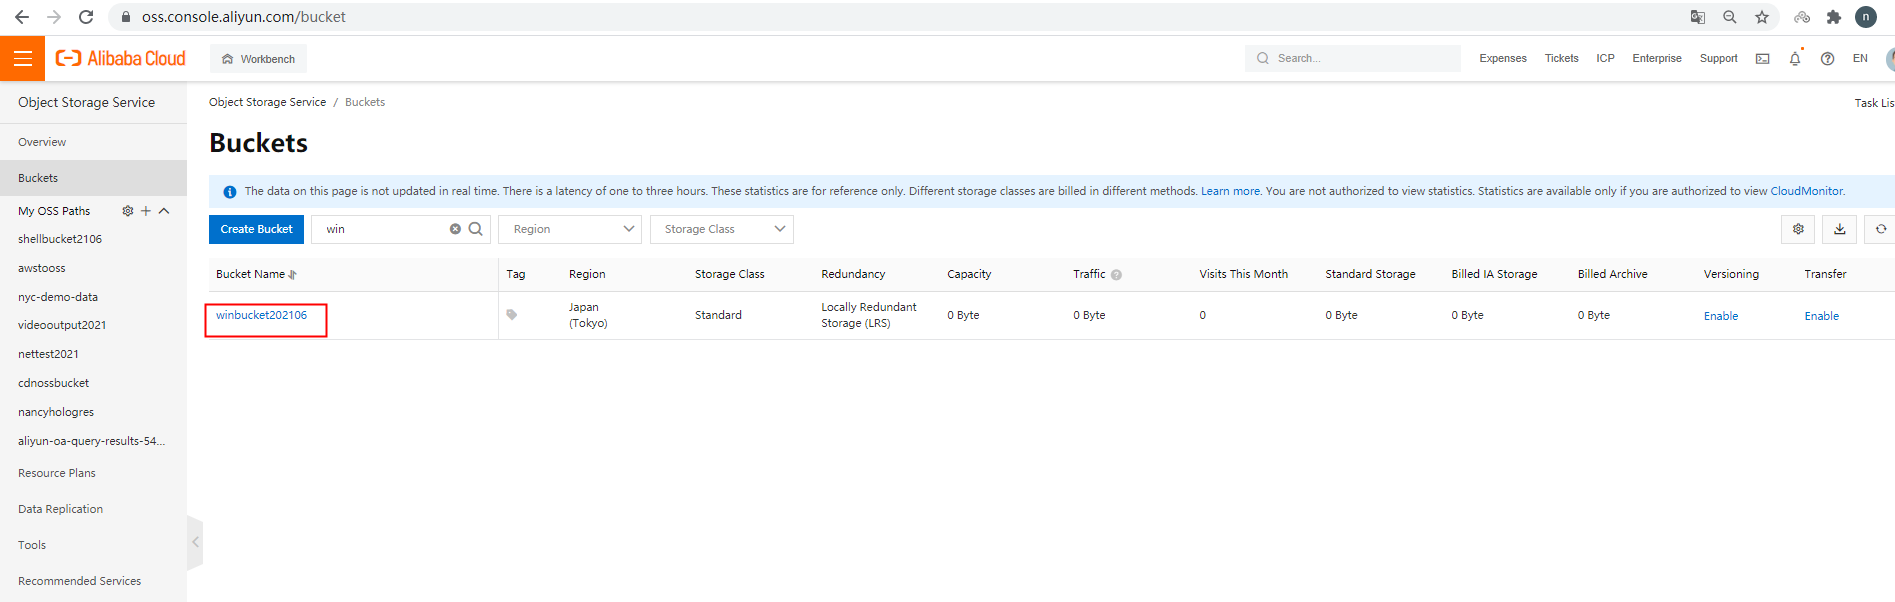 oss.console.aliyun.com/bucket
n
Alibaba Cloud
Workbench
Search...
Expenses
Tickets
ICP
Enterprise
Support
EN
Object Storage Service
Overview
Buckets
My OSS Paths
shellbucket2106
awstooss
nyc-demo-data
videooutput2021
nettest2021
cdnossbucket
nancyhologres
aliyun-oa-query-results-54...
Resource Plans
Data Replication
Tools
Recommended Services
Object Storage Service / Buckets
Task Lis
Buckets
The data on this page is not updated in real time. There is a latency of one to three hours. These statistics are for reference only. Different storage classes are billed in different methods. Learn more. You are not authorized to view statistics. Statistics are available only if you are authorized to view CloudMonitor.
Create Bucket
win
Region
Storage Class
Bucket Name
Tag
Region
Storage Class
Redundancy
Capacity
Traffic
Visits This Month
Standard Storage
Billed IA Storage
Billed Archive
Versioning
Transfer
winbucket202106
Japan
(Tokyo)
Standard
Locally Redundant
Storage (LRS)
0 Byte
0 Byte
0
0 Byte
0 Byte
0 Byte
Enable
Enable